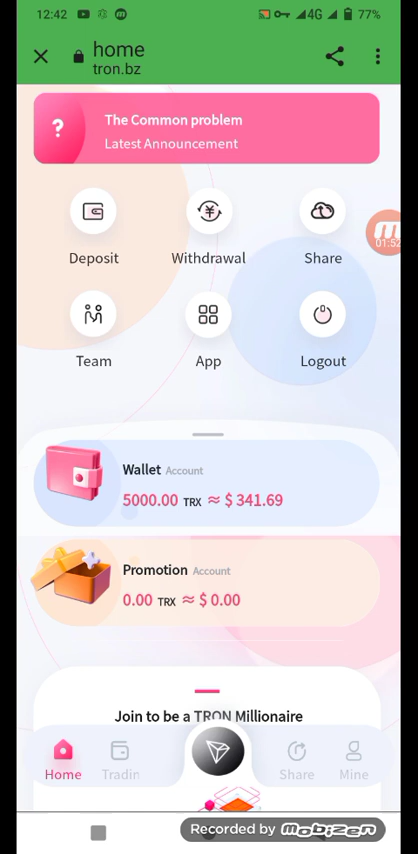 12:42
4G
77%
home
tron.bz
?
The Common problem
Latest Announcement
Deposit
Withdrawal
Share
01:52
Team
App
Logout
Wallet Account
5000.00 TRX ≈ $ 341.69
Promotion Account
0.00 TRX ≈ $ 0.00
Join to be a TRON Millionaire
Home
Tradin
Share
Mine
Recorded by mobizen